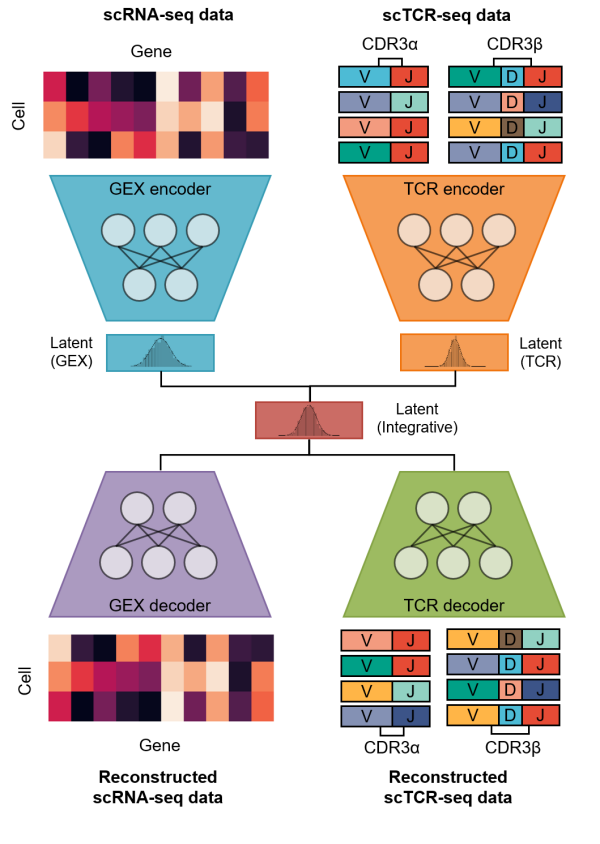 scRNA-seq data
scTCR-seq data
Gene
CDR3α
CDR3β
Cell
V J
V D J
V J
V D J
V J
V D J
V J
V D J
GEX encoder
TCR encoder
Latent
(GEX)
Latent
(TCR)
Latent
(Integrative)
GEX decoder
TCR decoder
Cell
V J
V D J
V J
V D J
V J
V D J
V J
V D J
Gene
CDR3α
CDR3β
Reconstructed
scRNA-seq data
Reconstructed
scTCR-seq data